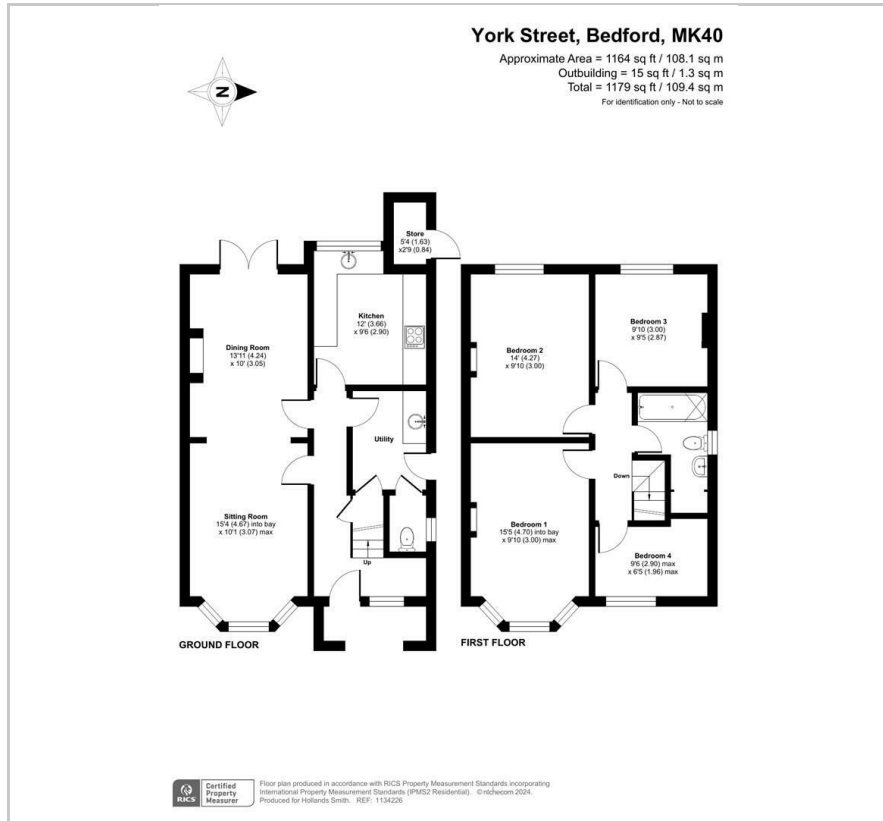 York Street, Bedford, MK40
Approximate Area = 1164 sq ft / 108.1 sq m
Outbuilding = 15 sq ft / 1.3 sq m
Total = 1179 sq ft / 109.4 sq m
For identification only - Not to scale
N
Store
5'4 (1.63)
x2'9 (0.84)
Kitchen
12' (3.66)
x 9'6 (2.90)
Dining Room
13'11 (4.24)
x 10' (3.05)
Utility
Sitting Room
15'4 (4.67) into bay
x 10'1 (3.07) max
Up
GROUND FLOOR
Bedroom 3
9'10 (3.00)
x 9'5 (2.87)
Bedroom 2
14' (4.27)
x 9'10 (3.00)
Down
Bedroom 1
15'5 (4.70) into bay
x 9'10 (3.00) max
Bedroom 4
9'6 (2.90) max
x 6'5 (1.96) max
FIRST FLOOR
RICS
Certified
Property
Measurer
Floor plan produced in accordance with RICS Property Measurement Standards incorporating
International Property Measurement Standards (IPMS2 Residential). ©ntchecom 2024.
Produced for Hollands Smith. REF: 1134226